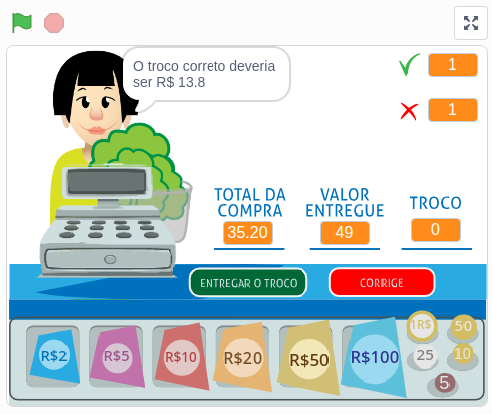 O troco correto deveria
ser R$ 13.8
1
1
TOTAL DA
COMPRA
VALOR
ENTREGUE
TROCO
35.20
49
0
ENTREGAR O TROCO
CORRIGE
R$2
R$5
R$10
R$20
R$50
R$100
1R$
50
25
10
5